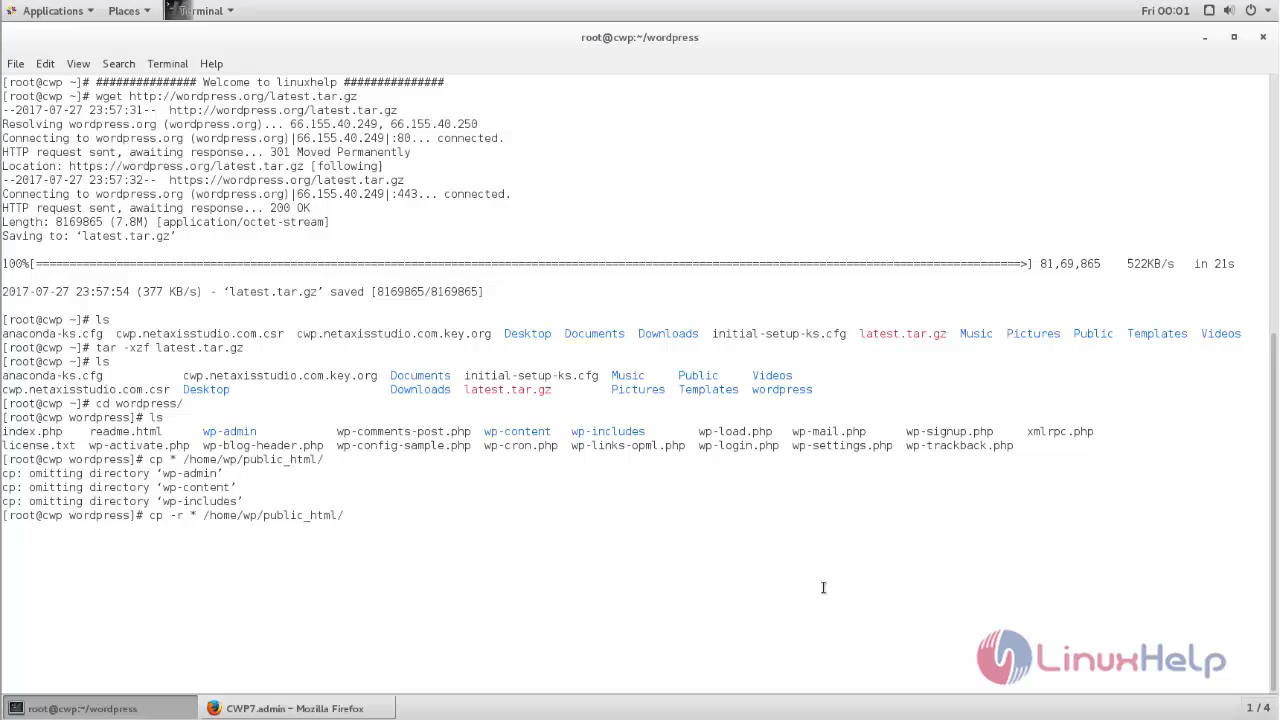 Applications Places Terminal Fri 00:01
root@cwp:~/wordpress
File Edit View Search Terminal Help
[root@cwp ~]# ############### Welcome to linuxhelp ###############
[root@cwp ~]# wget http://wordpress.org/latest.tar.gz
--2017-07-27 23:57:31--  http://wordpress.org/latest.tar.gz
Resolving wordpress.org (wordpress.org)... 66.155.40.249, 66.155.40.250
Connecting to wordpress.org (wordpress.org)|66.155.40.249|:80... connected.
HTTP request sent, awaiting response... 301 Moved Permanently
Location: https://wordpress.org/latest.tar.gz [following]
--2017-07-27 23:57:32--  https://wordpress.org/latest.tar.gz
Connecting to wordpress.org (wordpress.org)|66.155.40.249|:443... connected.
HTTP request sent, awaiting response... 200 OK
Length: 8169865 (7.8M) [application/octet-stream]
Saving to: ‘latest.tar.gz’
100%[===================================================================================================>] 81,69,865 522KB/s in 21s
2017-07-27 23:57:54 (377 KB/s) - ‘latest.tar.gz’ saved [8169865/8169865]
[root@cwp ~]# ls
anaconda-ks.cfg cwp.netaxisstudio.com.csr cwp.netaxisstudio.com.key.org Desktop Documents Downloads initial-setup-ks.cfg latest.tar.gz Music Pictures Public Templates Videos
[root@cwp ~]# tar -xzf latest.tar.gz
[root@cwp ~]# ls
anaconda-ks.cfg cwp.netaxisstudio.com.key.org Documents initial-setup-ks.cfg Music Public Videos
cwp.netaxisstudio.com.csr Desktop Downloads latest.tar.gz Pictures Templates wordpress
[root@cwp ~]# cd wordpress/
[root@cwp wordpress]# ls
index.php readme.html wp-admin wp-comments-post.php wp-content wp-includes wp-load.php wp-mail.php wp-signup.php xmlrpc.php
license.txt wp-activate.php wp-blog-header.php wp-config-sample.php wp-cron.php wp-links-opml.php wp-login.php wp-settings.php wp-trackback.php
[root@cwp wordpress]# cp * /home/wp/public_html/
cp: omitting directory ‘wp-admin’
cp: omitting directory ‘wp-content’
cp: omitting directory ‘wp-includes’
[root@cwp wordpress]# cp -r * /home/wp/public_html/
LinuxHelp
root@cwp:~/wordpress CWP7.admin - Mozilla Firefox 1 / 4